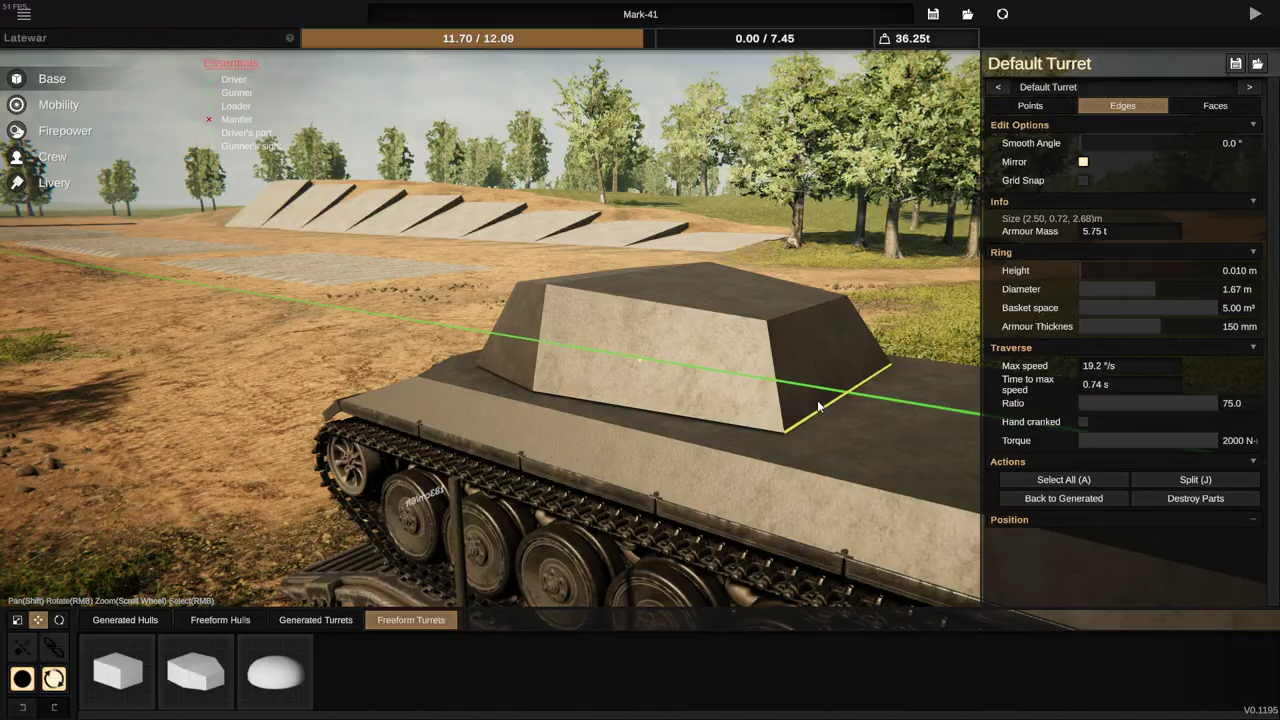 51 FPS
Mark-41
Latewar
11.70 / 12.09
0.00 / 7.45
36.25t
Base
Mobility
Firepower
Crew
Livery
Essentials
Driver
Gunner
Loader
Mantlet
Driver's port
Gunner's sight
Default Turret
< Default Turret >
Points Edges Faces
Edit Options
Smooth Angle 0.0 °
Mirror
Grid Snap
Info
Size (2.50, 0.72, 2.68)m
Armour Mass 5.75 t
Ring
Height 0.010 m
Diameter 1.67 m
Basket space 5.00 m³
Armour Thicknes 150 mm
Traverse
Max speed 19.2 °/s
Time to max speed 0.74 s
Ratio 75.0
Hand cranked
Torque 2000 N·
Actions
Select All (A) Split (J)
Back to Generated Destroy Parts
Position
Pan(Shift) Rotate(RMB) Zoom(Scroll Wheel) Select(RMB)
Generated Hulls Freeform Hulls Generated Turrets Freeform Turrets
V0.1195